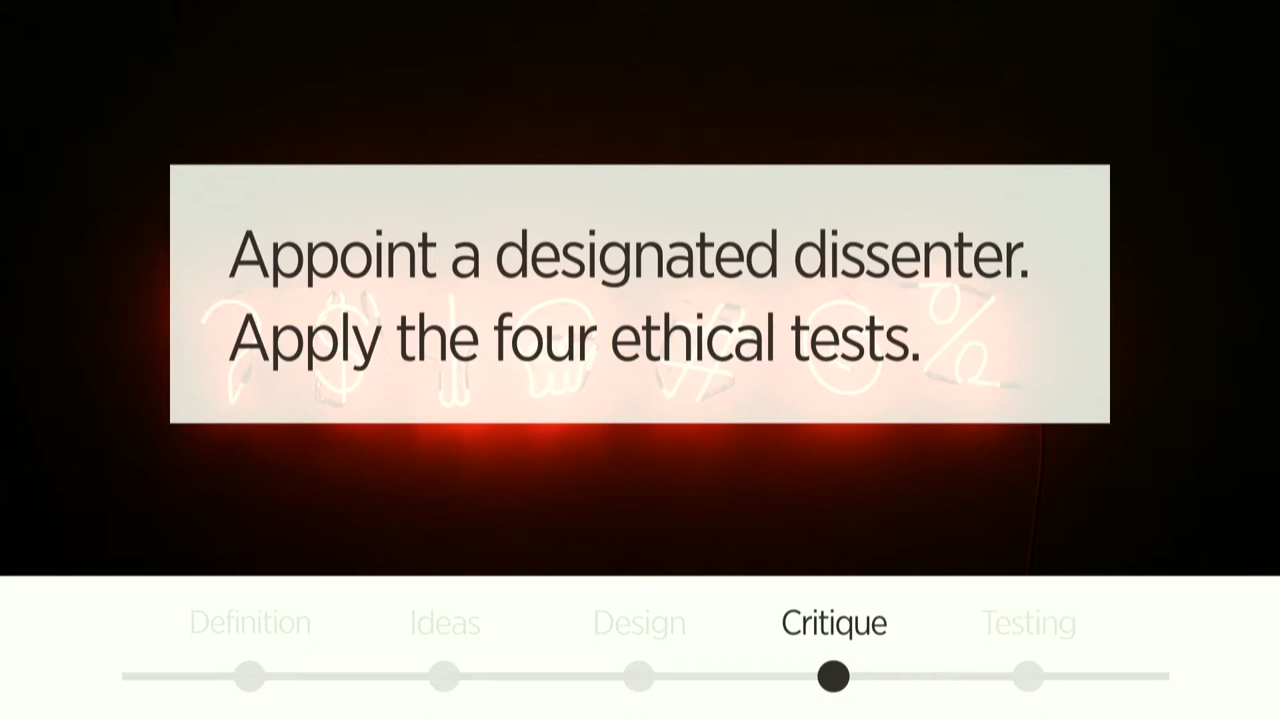 Appoint a designated dissenter.
Apply the four ethical tests.
Definition Ideas Design Critique Testing